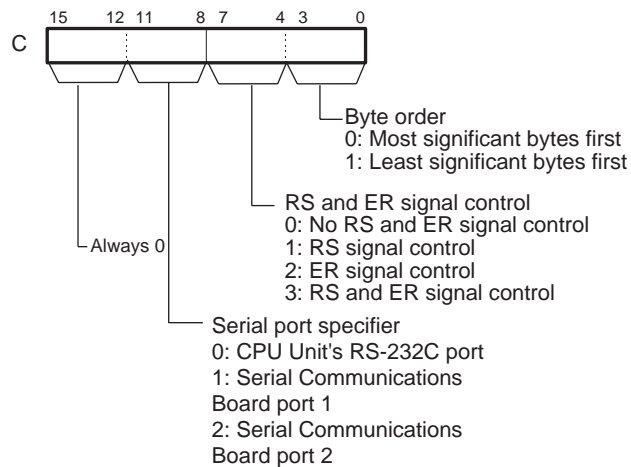 15 12 11 8 7 4 3 0
C
Byte order
0: Most significant bytes first
1: Least significant bytes first
RS and ER signal control
0: No RS and ER signal control
1: RS signal control
2: ER signal control
3: RS and ER signal control
Always 0
Serial port specifier
0: CPU Unit's RS-232C port
1: Serial Communications
Board port 1
2: Serial Communications
Board port 2